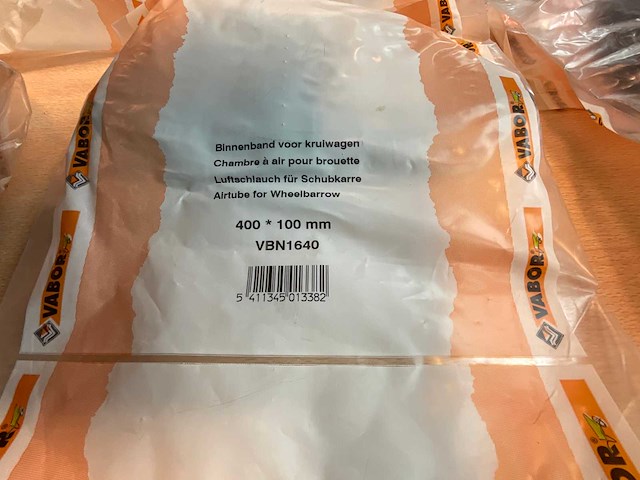 Binnenband voor kruiwagen
Chambre à air pour brouette
Luftschlauch für Schubkarre
Airtube for Wheelbarrow
400 * 100 mm
VBN1640
5 411345 013382
VABOR
VABOR
VABOR
VABOR
VABOR